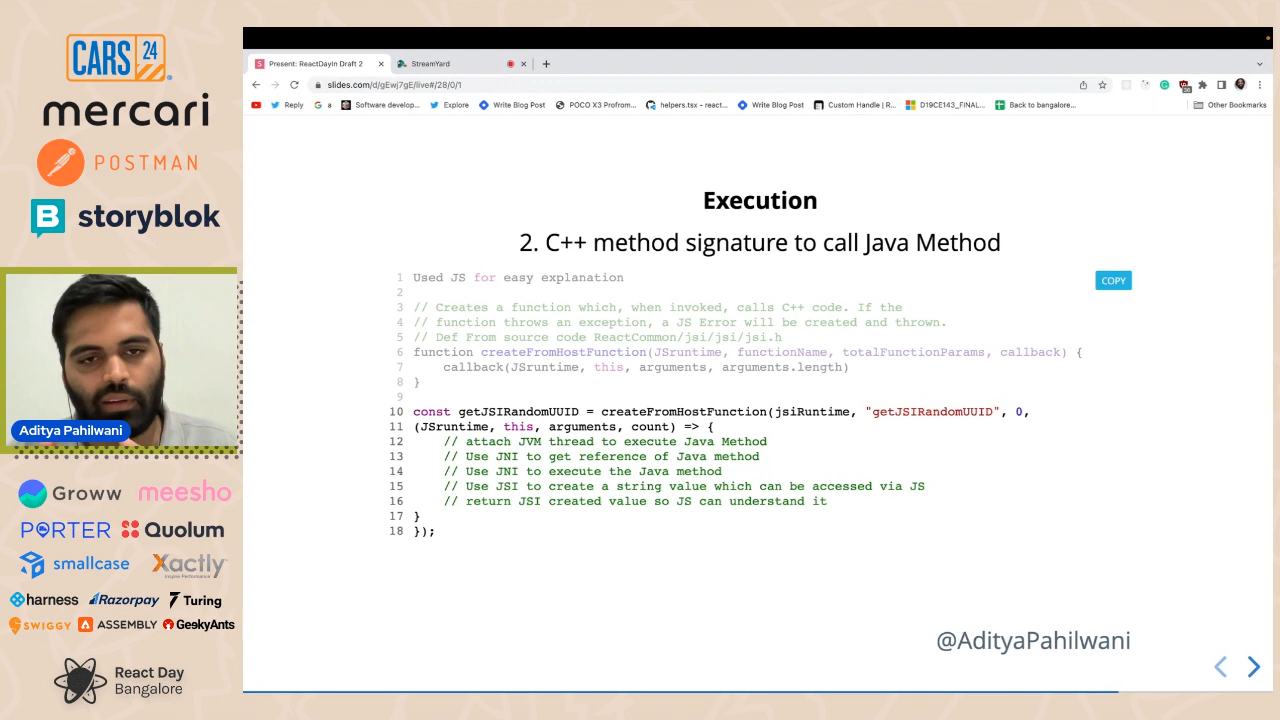 CARS 24
mercari
POSTMAN
B storyblok
Aditya Pahilwani
Groww meesho
PORTER Quolum
smallcase Xactly
Inspire Performance
harness Razorpay Turing
SWIGGY ASSEMBLY GeekyAnts
React Day
Bangalore
Present: ReactDayIn Draft 2
StreamYard
slides.com/d/gEwj7gE/live#/28/0/1
Reply
a
Software develop...
Explore
Write Blog Post
POCO X3 Profrom...
helpers.tsx - react...
Write Blog Post
Custom Handle | R...
D19CE143_FINAL...
Back to bangalore...
Other Bookmarks
Execution
2. C++ method signature to call Java Method
COPY
1 Used JS for easy explanation
2
3 // Creates a function which, when invoked, calls C++ code. If the
4 // function throws an exception, a JS Error will be created and thrown.
5 // Def From source code ReactCommon/jsi/jsi/jsi.h
6 function createFromHostFunction(JSruntime, functionName, totalFunctionParams, callback) {
7 callback(JSruntime, this, arguments, arguments.length)
8 }
9
10 const getJSIRandomUUID = createFromHostFunction(jsiRuntime, "getJSIRandomUUID", 0,
11 (JSruntime, this, arguments, count) => {
12 // attach JVM thread to execute Java Method
13 // Use JNI to get reference of Java method
14 // Use JNI to execute the Java method
15 // Use JSI to create a string value which can be accessed via JS
16 // return JSI created value so JS can understand it
17 }
18 });
@AdityaPahilwani